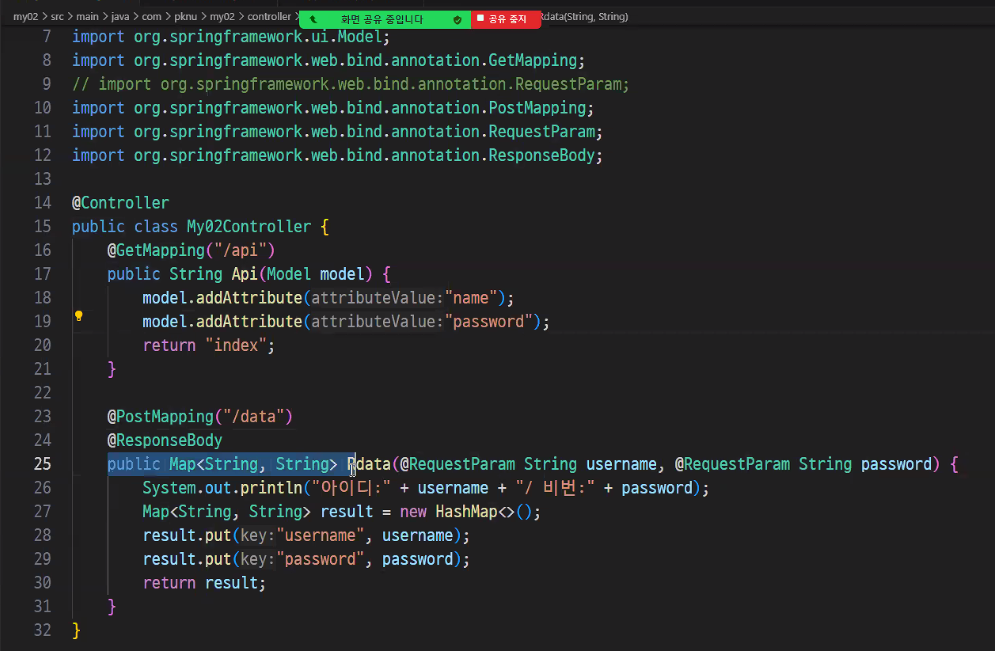 my02 > src > main > java > com > pknu > my02 > controller > 화면 공유 중입니다 공유 중지 data(String, String)
7 import org.springframework.ui.Model;
8 import org.springframework.web.bind.annotation.GetMapping;
9 // import org.springframework.web.bind.annotation.RequestParam;
10 import org.springframework.web.bind.annotation.PostMapping;
11 import org.springframework.web.bind.annotation.RequestParam;
12 import org.springframework.web.bind.annotation.ResponseBody;
13
14 @Controller
15 public class My02Controller {
16 @GetMapping("/api")
17 public String Api(Model model) {
18 model.addAttribute(attributeValue:"name");
19 model.addAttribute(attributeValue:"password");
20 return "index";
21 }
22
23 @PostMapping("/data")
24 @ResponseBody
25 public Map<String, String> Rdata(@RequestParam String username, @RequestParam String password) {
26 System.out.println("아이디:" + username + "/ 비번:" + password);
27 Map<String, String> result = new HashMap<>();
28 result.put(key:"username", username);
29 result.put(key:"password", password);
30 return result;
31 }
32 }